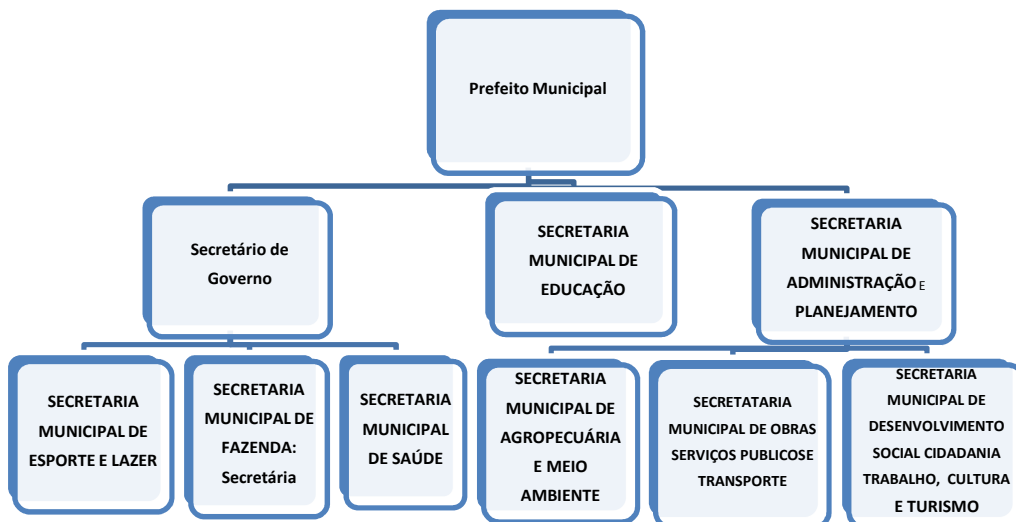 Prefeito Municipal
Secretário de
Governo
SECRETARIA
MUNICIPAL DE
EDUCAÇÃO
SECRETARIA
MUNICIPAL DE
ADMINISTRAÇÃO E
PLANEJAMENTO
SECRETARIA
MUNICIPAL DE
ESPORTE E LAZER
SECRETARIA
MUNICIPAL DE
FAZENDA:
Secretária
SECRETARIA
MUNICIPAL
DE SAÚDE
SECRETARIA
MUNICIPAL DE
AGROPECUÁRIA
E MEIO
AMBIENTE
SECRETATARIA
MUNICIPAL DE OBRAS
SERVIÇOS PUBLICOSE
TRANSPORTE
SECRETARIA
MUNICIPAL DE
DESENVOLVIMENTO
SOCIAL CIDADANIA
TRABALHO, CULTURA
E TURISMO